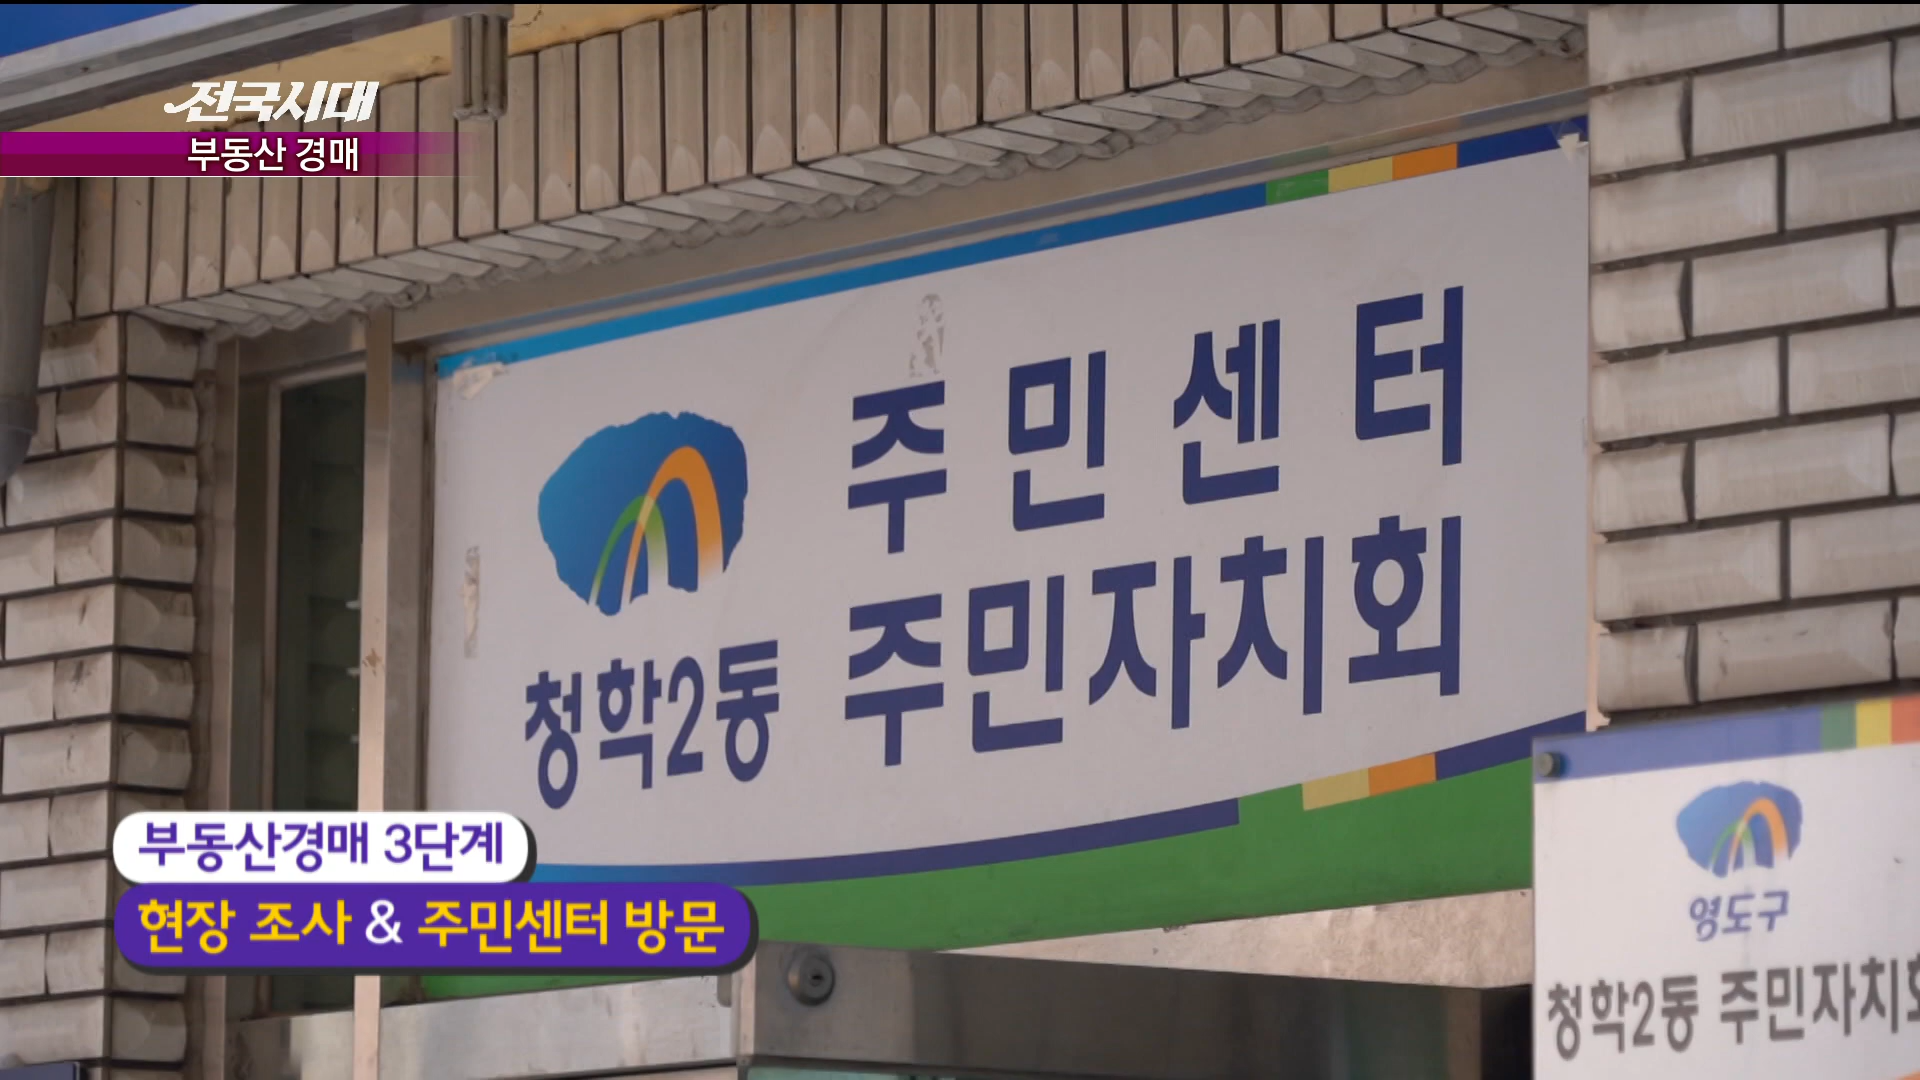 전국시대
부동산 경매
주민센터
청학2동 주민자치회
영도구
청학2동 주민자치회
부동산경매 3단계
현장 조사 & 주민센터 방문